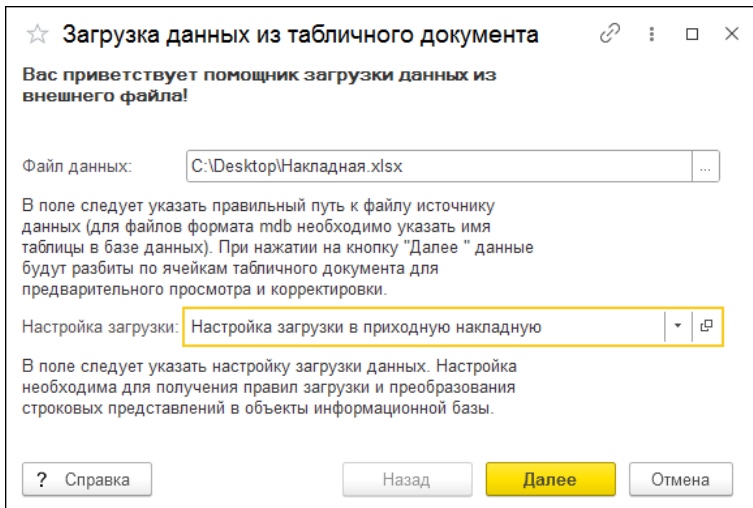 Загрузка данных из табличного документа
Вас приветствует помощник загрузки данных из
внешнего файла!
Файл данных: C:\Desktop\Накладная.xlsx ...
В поле следует указать правильный путь к файлу источнику
данных (для файлов формата mdb необходимо указать имя
таблицы в базе данных). При нажатии на кнопку "Далее " данные
будут разбиты по ячейкам табличного документа для
предварительного просмотра и корректировки.
Настройка загрузки: Настройка загрузки в приходную накладную
В поле следует указать настройку загрузки данных. Настройка
необходима для получения правил загрузки и преобразования
строковых представлений в объекты информационной базы.
? Справка Назад Далее Отмена